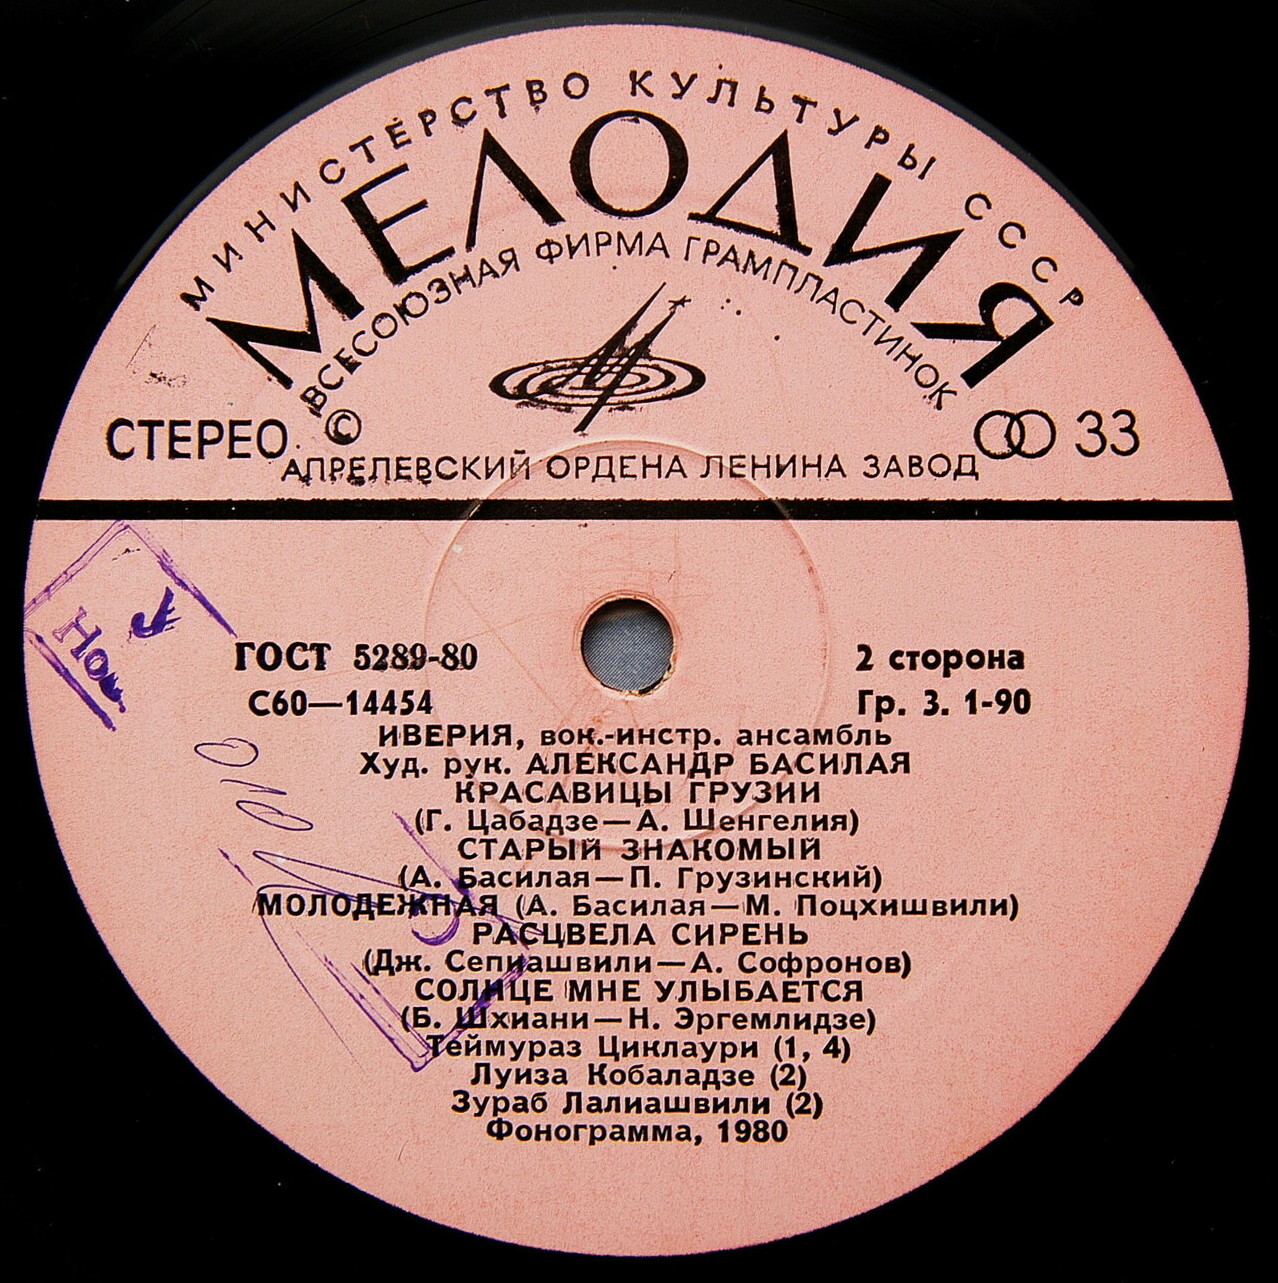 МИНИСТЕРСТВО КУЛЬТУРЫ СССР
МЕЛОДИЯ
ВСЕСОЮЗНАЯ ФИРМА ГРАМПЛАСТИНОК
СТЕРЕО © 33
АПРЕЛЕВСКИЙ ОРДЕНА ЛЕНИНА ЗАВОД
ГОСТ 5289-80 2 сторона
С60—14454 Гр. 3. 1-90
ИВЕРИЯ, вок.-инстр. ансамбль
Худ. рук. АЛЕКСАНДР БАСИЛАЯ
КРАСАВИЦЫ ГРУЗИИ
(Г. Цабадзе—А. Шенгелия)
СТАРЫЙ ЗНАКОМЫЙ
(А. Басилая—П. Грузинский)
МОЛОДЕЖНАЯ (А. Басилая—М. Поцхишвили)
РАСЦВЕЛА СИРЕНЬ
(Дж. Сепиашвили—А. Софронов)
СОЛНЦЕ МНЕ УЛЫБАЕТСЯ
(Б. Шхиани—Н. Эргемлидзе)
Теймураз Циклаури (1, 4)
Луиза Кобаладзе (2)
Зураб Лалиашвили (2)
Фонограмма, 1980